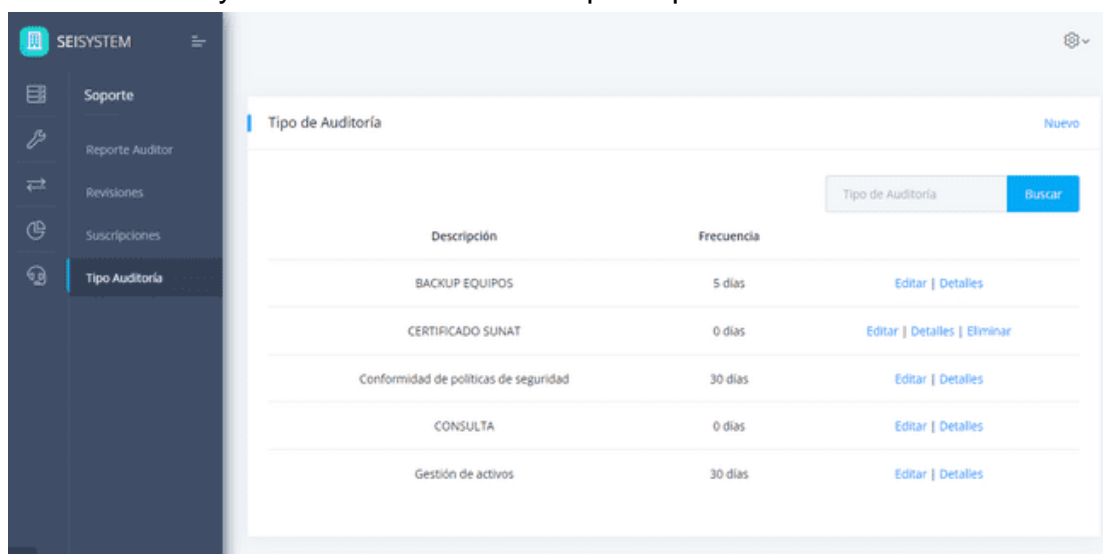 SEISYSTEM
Soporte
Reporte Auditor
Revisiones
Suscripciones
Tipo Auditoría
Tipo de Auditoría
Nuevo
Tipo de Auditoría
Buscar
Descripción Frecuencia
BACKUP EQUIPOS 5 días Editar | Detalles
CERTIFICADO SUNAT 0 días Editar | Detalles | Eliminar
Conformidad de políticas de seguridad 30 días Editar | Detalles
CONSULTA 0 días Editar | Detalles
Gestión de activos 30 días Editar | Detalles